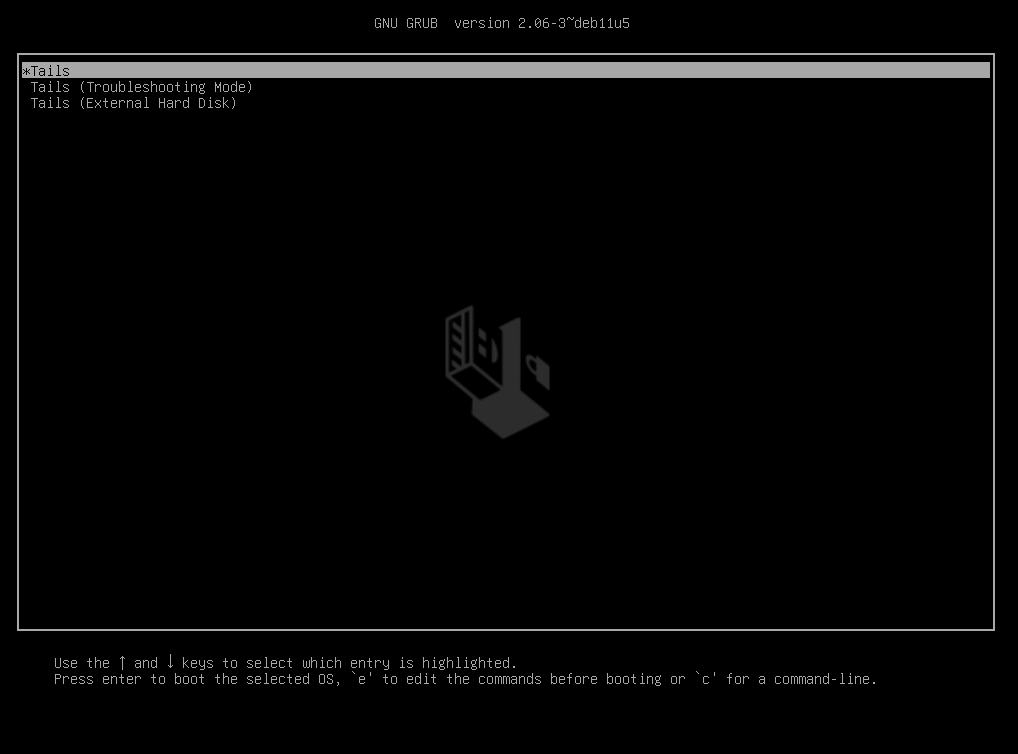 GNU GRUB  version 2.06-3~deb11u5
*Tails
Tails (Troubleshooting Mode)
Tails (External Hard Disk)
Use the ↑ and ↓ keys to select which entry is highlighted.
Press enter to boot the selected OS, `e' to edit the commands before booting or `c' for a command-line.